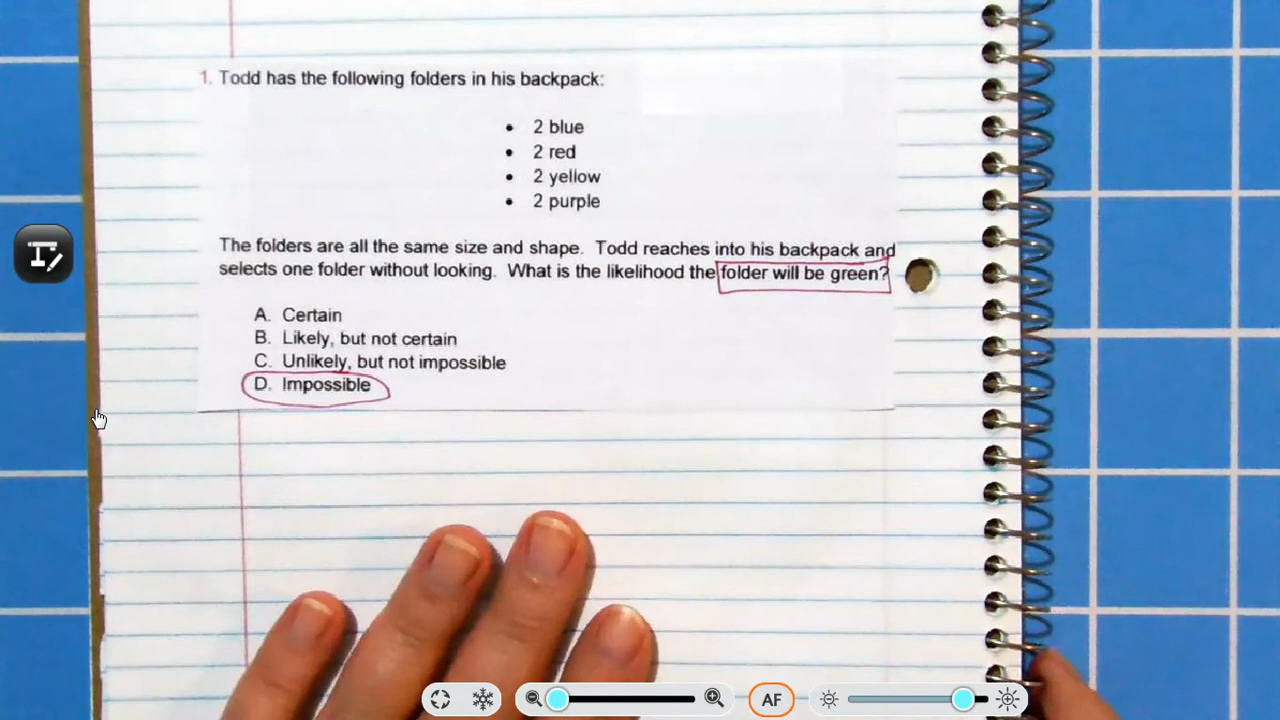 1. Todd has the following folders in his backpack:
• 2 blue
• 2 red
• 2 yellow
• 2 purple
The folders are all the same size and shape. Todd reaches into his backpack and
selects one folder without looking. What is the likelihood the folder will be green?
A. Certain
B. Likely, but not certain
C. Unlikely, but not impossible
D. Impossible
AF